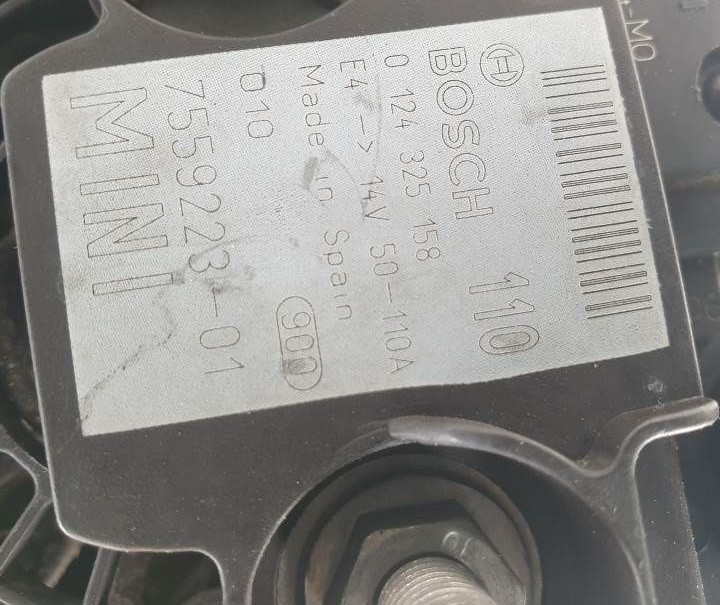 BOSCH 110
0 124 325 158
E4 -> 14V 50-110A
Made in Spain
D10 900
7559223-01
MINI